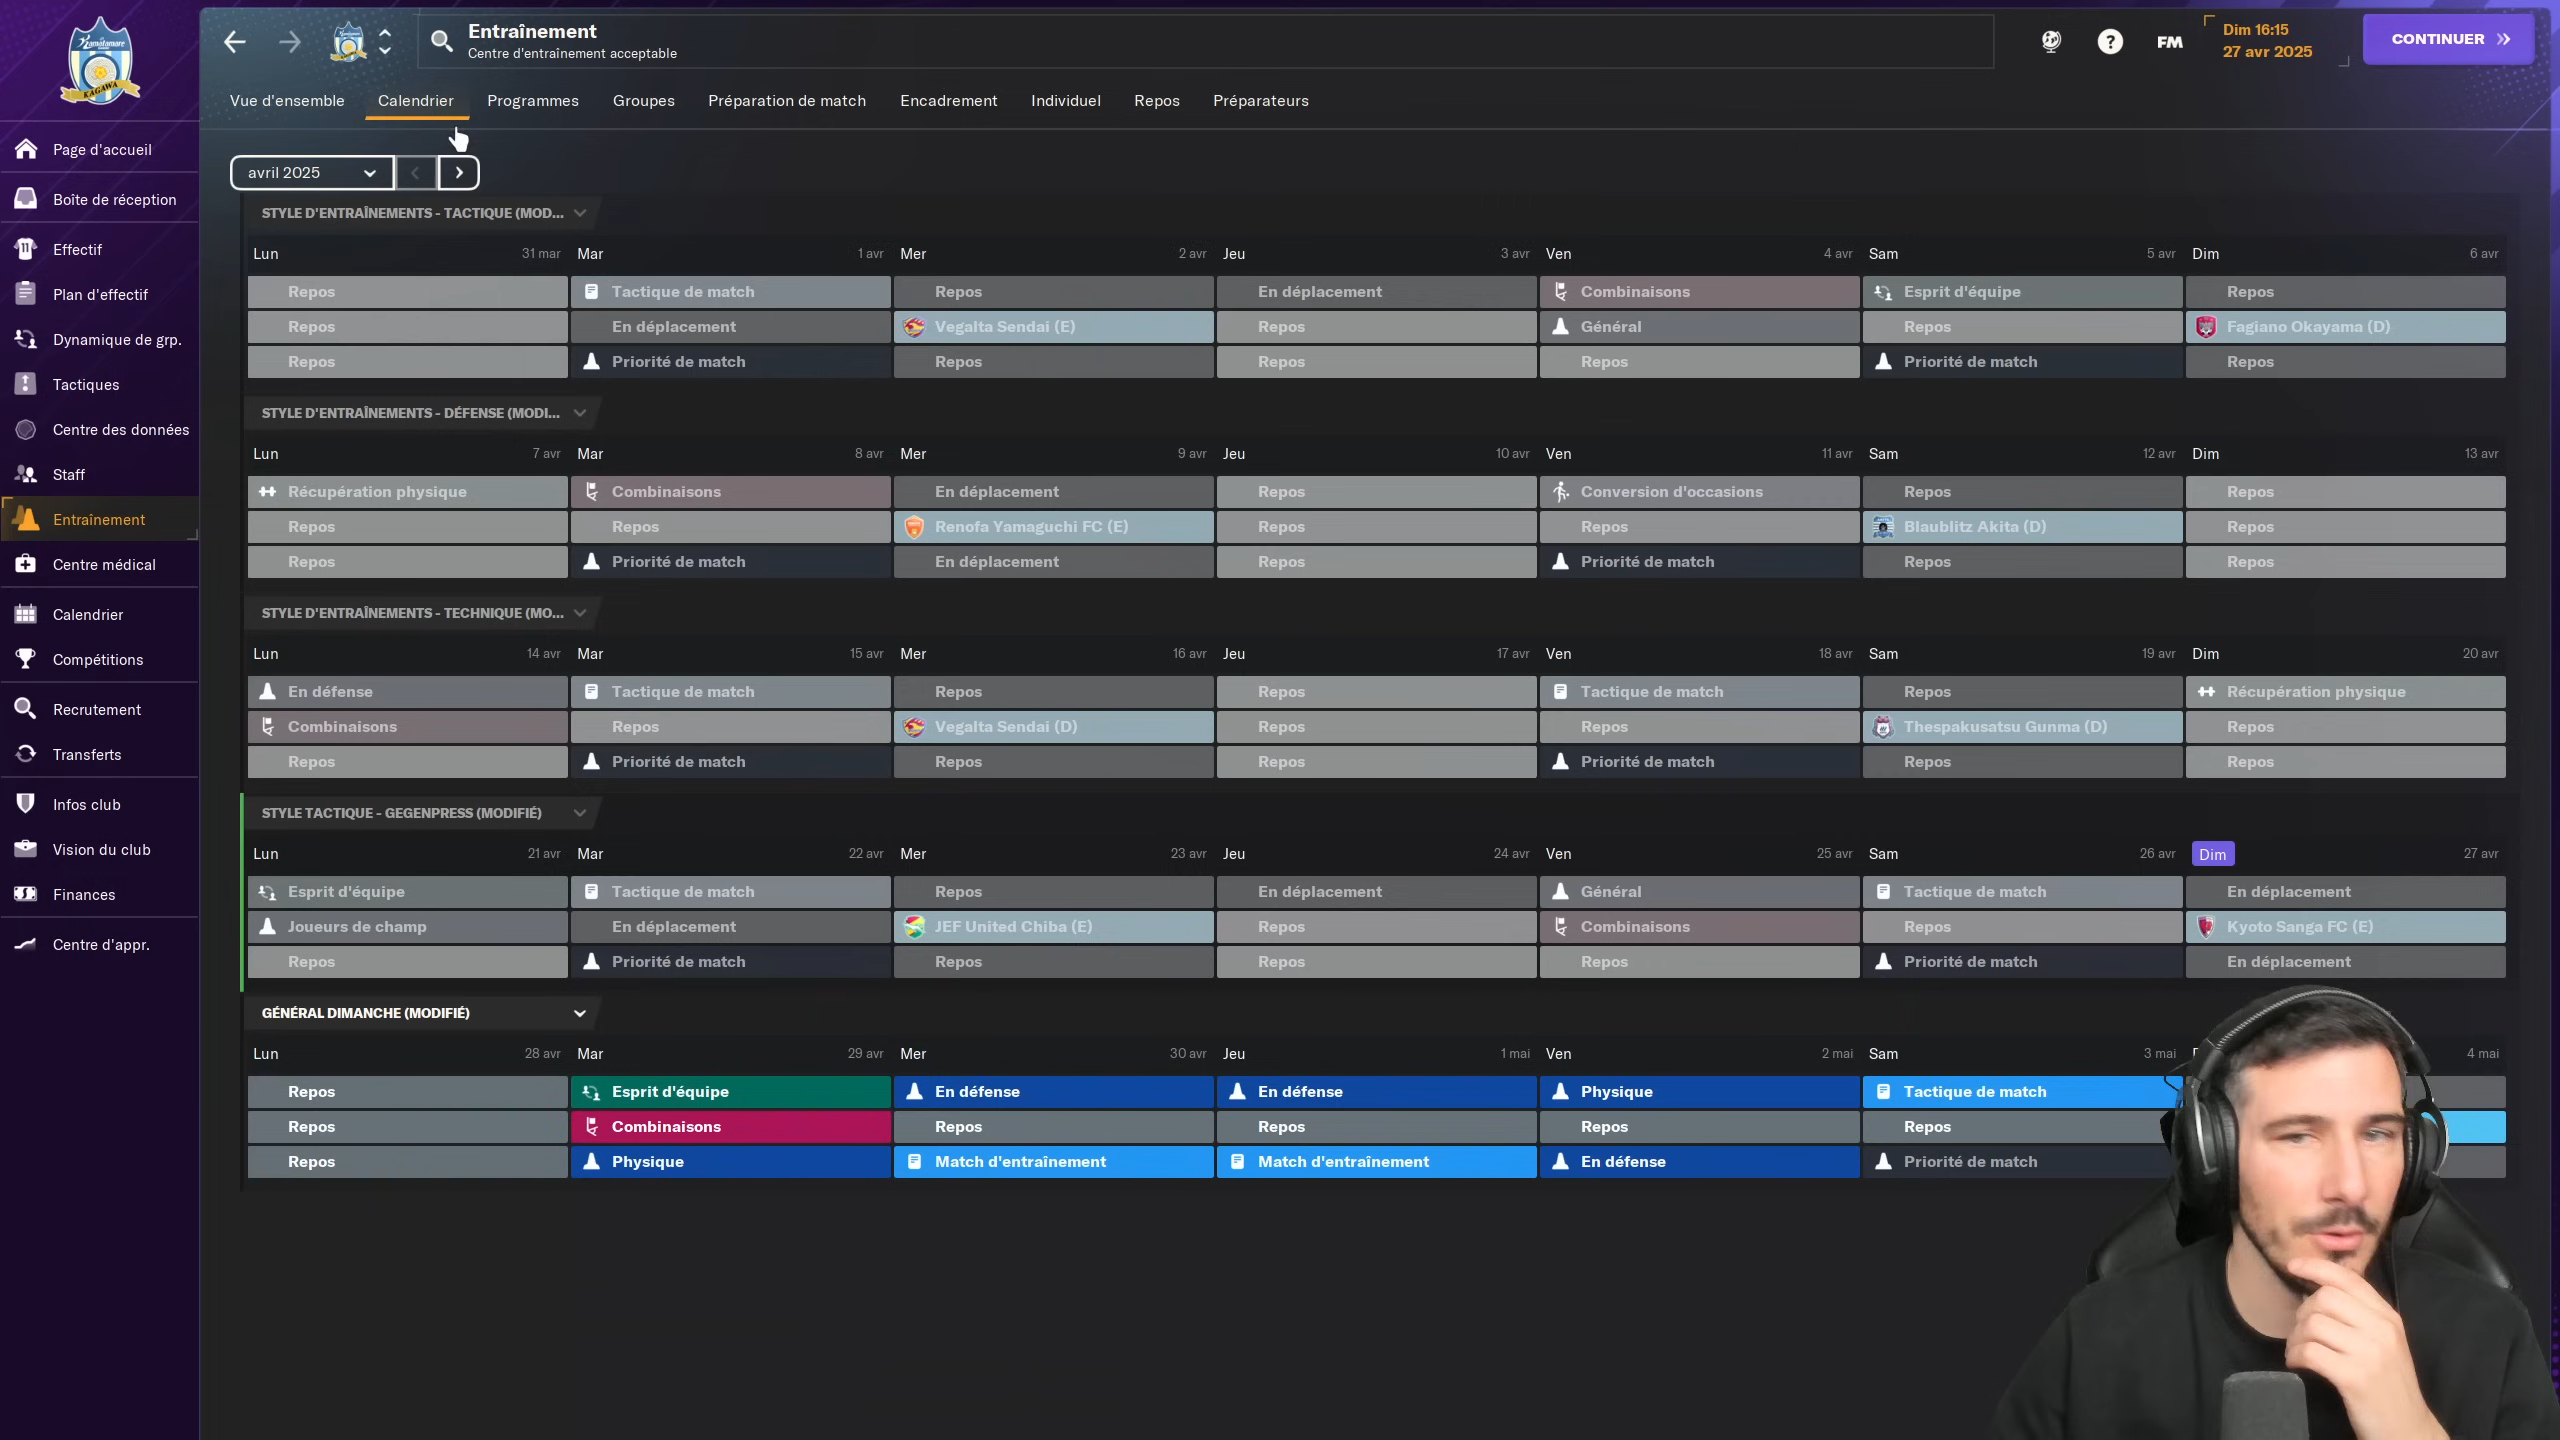 Kamatamare
KAGAWA
Entraînement
Centre d'entraînement acceptable
FM
Dim 16:15
27 avr 2025
CONTINUER
Vue d'ensemble
Calendrier
Programmes
Groupes
Préparation de match
Encadrement
Individuel
Repos
Préparateurs
Page d'accueil
Boîte de réception
Effectif
Plan d'effectif
Dynamique de grp.
Tactiques
Centre des données
Staff
Entraînement
Centre médical
Calendrier
Compétitions
Recrutement
Transferts
Infos club
Vision du club
Finances
Centre d'appr.
avril 2025
STYLE D'ENTRAÎNEMENTS - TACTIQUE (MOD...
Lun 31 mar Mar 1 avr Mer 2 avr Jeu 3 avr Ven 4 avr Sam 5 avr Dim 6 avr
Repos Tactique de match Repos En déplacement Combinaisons Esprit d'équipe Repos
Repos En déplacement Vegalta Sendai (E) Repos Général Repos Fagiano Okayama (D)
Repos Priorité de match Repos Repos Repos Priorité de match Repos
STYLE D'ENTRAÎNEMENTS - DÉFENSE (MODI...
Lun 7 avr Mar 8 avr Mer 9 avr Jeu 10 avr Ven 11 avr Sam 12 avr Dim 13 avr
Récupération physique Combinaisons En déplacement Repos Conversion d'occasions Repos Repos
Repos Repos Renofa Yamaguchi FC (E) Repos Repos Blaublitz Akita (D) Repos
Repos Priorité de match En déplacement Repos Priorité de match Repos Repos
STYLE D'ENTRAÎNEMENTS - TECHNIQUE (MO...
Lun 14 avr Mar 15 avr Mer 16 avr Jeu 17 avr Ven 18 avr Sam 19 avr Dim 20 avr
En défense Tactique de match Repos Repos Tactique de match Repos Récupération physique
Combinaisons Repos Vegalta Sendai (D) Repos Repos Thespakusatsu Gunma (D) Repos
Repos Priorité de match Repos Repos Priorité de match Repos Repos
STYLE TACTIQUE - GEGENPRESS (MODIFIÉ)
Lun 21 avr Mar 22 avr Mer 23 avr Jeu 24 avr Ven 25 avr Sam 26 avr Dim 27 avr
Esprit d'équipe Tactique de match Repos En déplacement Général Tactique de match En déplacement
Joueurs de champ En déplacement JEF United Chiba (E) Repos Combinaisons Repos Kyoto Sanga FC (E)
Repos Priorité de match Repos Repos Repos Priorité de match En déplacement
GÉNÉRAL DIMANCHE (MODIFIÉ)
Lun 28 avr Mar 29 avr Mer 30 avr Jeu 1 mai Ven 2 mai Sam 3 mai 4 mai
Repos Esprit d'équipe En défense En défense Physique Tactique de match
Repos Combinaisons Repos Repos Repos Repos
Repos Physique Match d'entraînement Match d'entraînement En défense Priorité de match